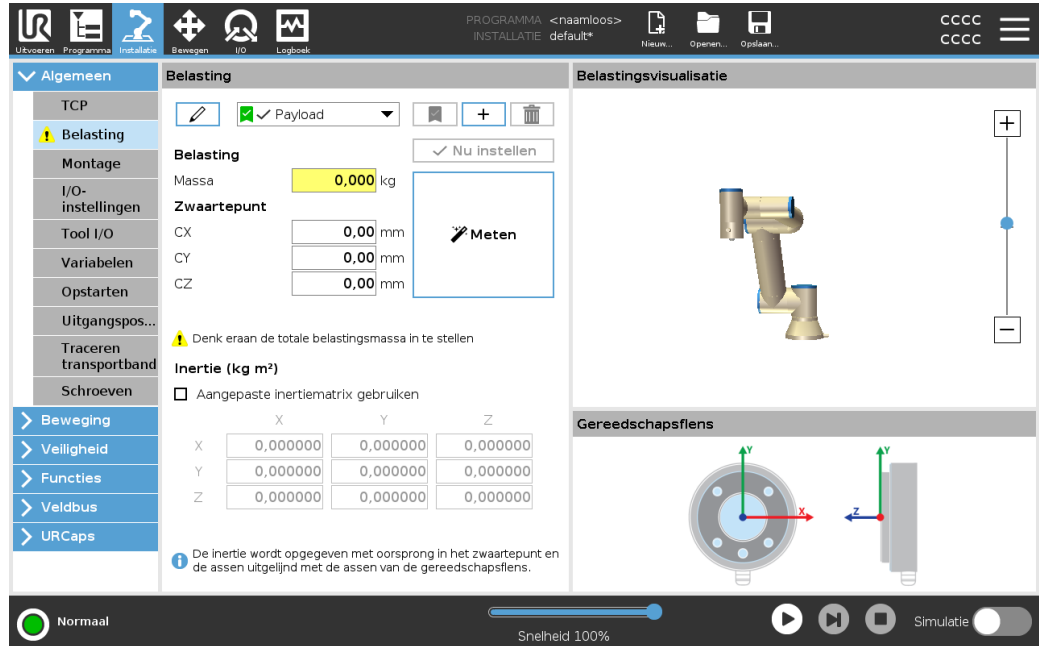 PROGRAMMA <naamloos>
INSTALLATIE default*
CCCC
CCCC
Uitvoeren Programma Installatie Bewegen I/O Logboek Nieuw... Openen... Opslaan...
Algemeen
TCP
Belasting
Montage
I/O-
instellingen
Tool I/O
Variabelen
Opstarten
Uitgangspos...
Traceren
transportband
Schroeven
Beweging
Veiligheid
Functies
Veldbus
URCaps
Belasting
Payload
+
Nu instellen
Belasting
Massa 0,000 kg
Zwaartepunt
CX 0,00 mm
CY 0,00 mm
CZ 0,00 mm
Meten
Denk eraan de totale belastingsmassa in te stellen
Inertie (kg m²)
Aangepaste inertiematrix gebruiken
X Y Z
X 0,000000 0,000000 0,000000
Y 0,000000 0,000000 0,000000
Z 0,000000 0,000000 0,000000
De inertie wordt opgegeven met oorsprong in het zwaartepunt en
de assen uitgelijnd met de assen van de gereedschapsflens.
Belastingsvisualisatie
+
−
Gereedschapsflens
Y Y
X Z
Normaal
Snelheid 100%
Simulatie
UR